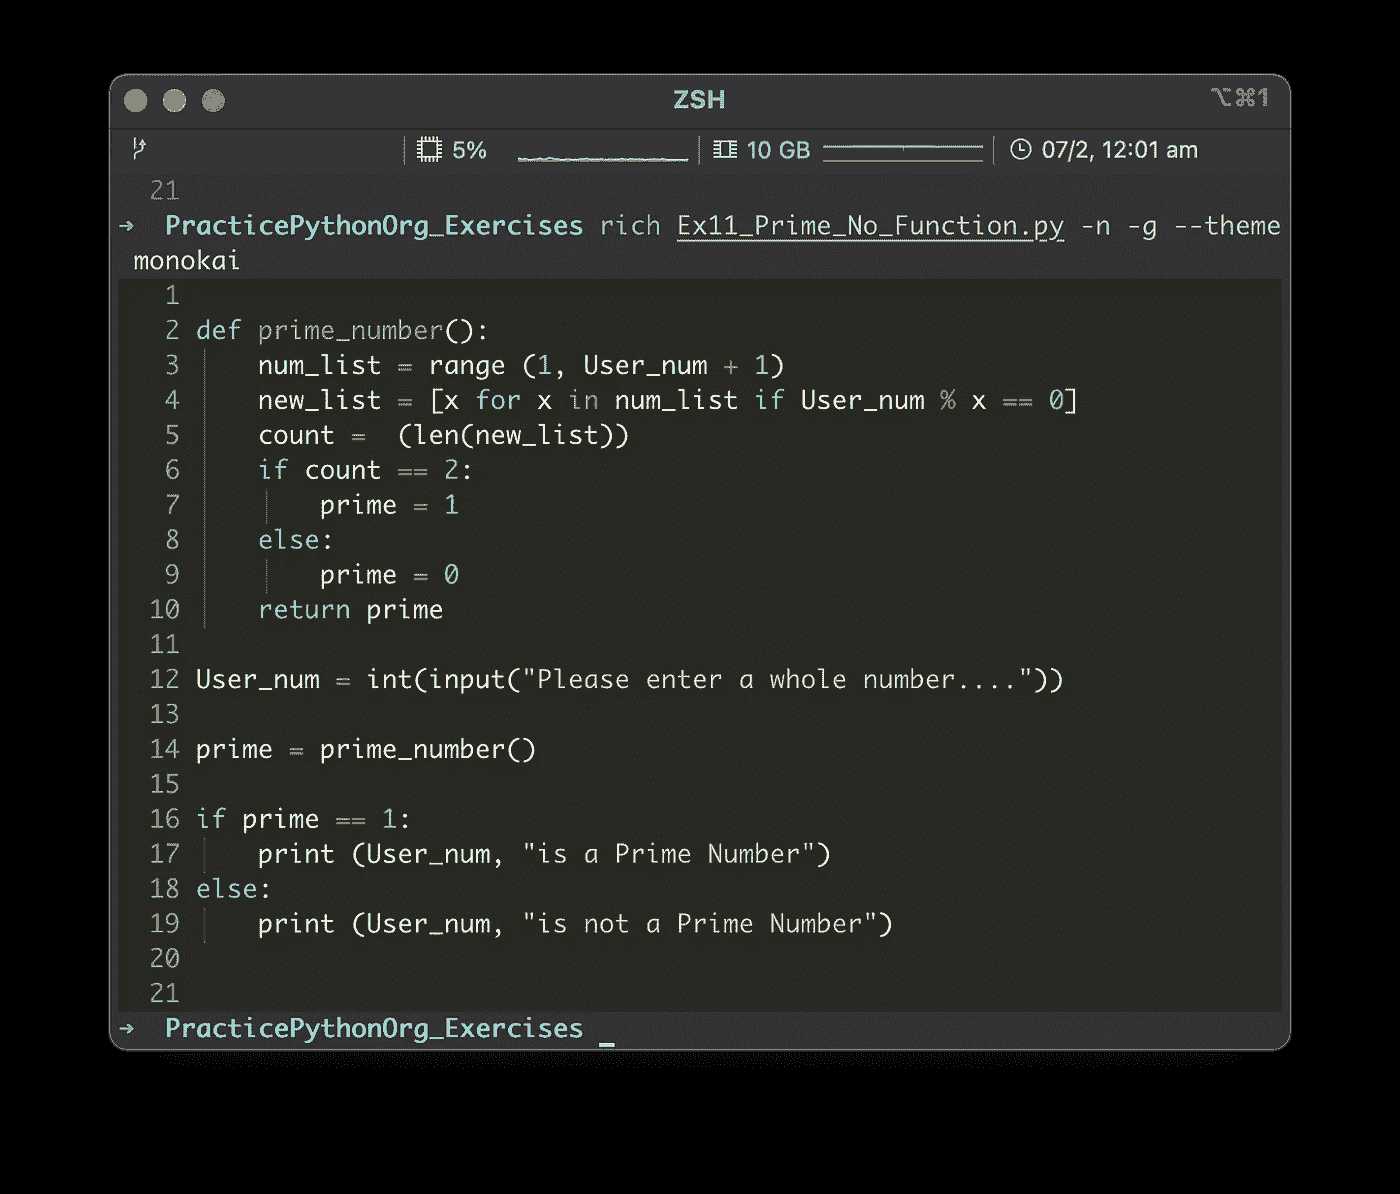 ZSH
⌥⌘1
5%
10 GB
07/2, 12:01 am
21
→ PracticePythonOrg_Exercises rich Ex11_Prime_No_Function.py -n -g --theme
monokai
1
2 def prime_number():
3     num_list = range (1, User_num + 1)
4     new_list = [x for x in num_list if User_num % x == 0]
5     count =  (len(new_list))
6     if count == 2:
7         prime = 1
8     else:
9         prime = 0
10     return prime
11
12 User_num = int(input("Please enter a whole number...."))
13
14 prime = prime_number()
15
16 if prime == 1:
17     print (User_num, "is a Prime Number")
18 else:
19     print (User_num, "is not a Prime Number")
20
21
→ PracticePythonOrg_Exercises _